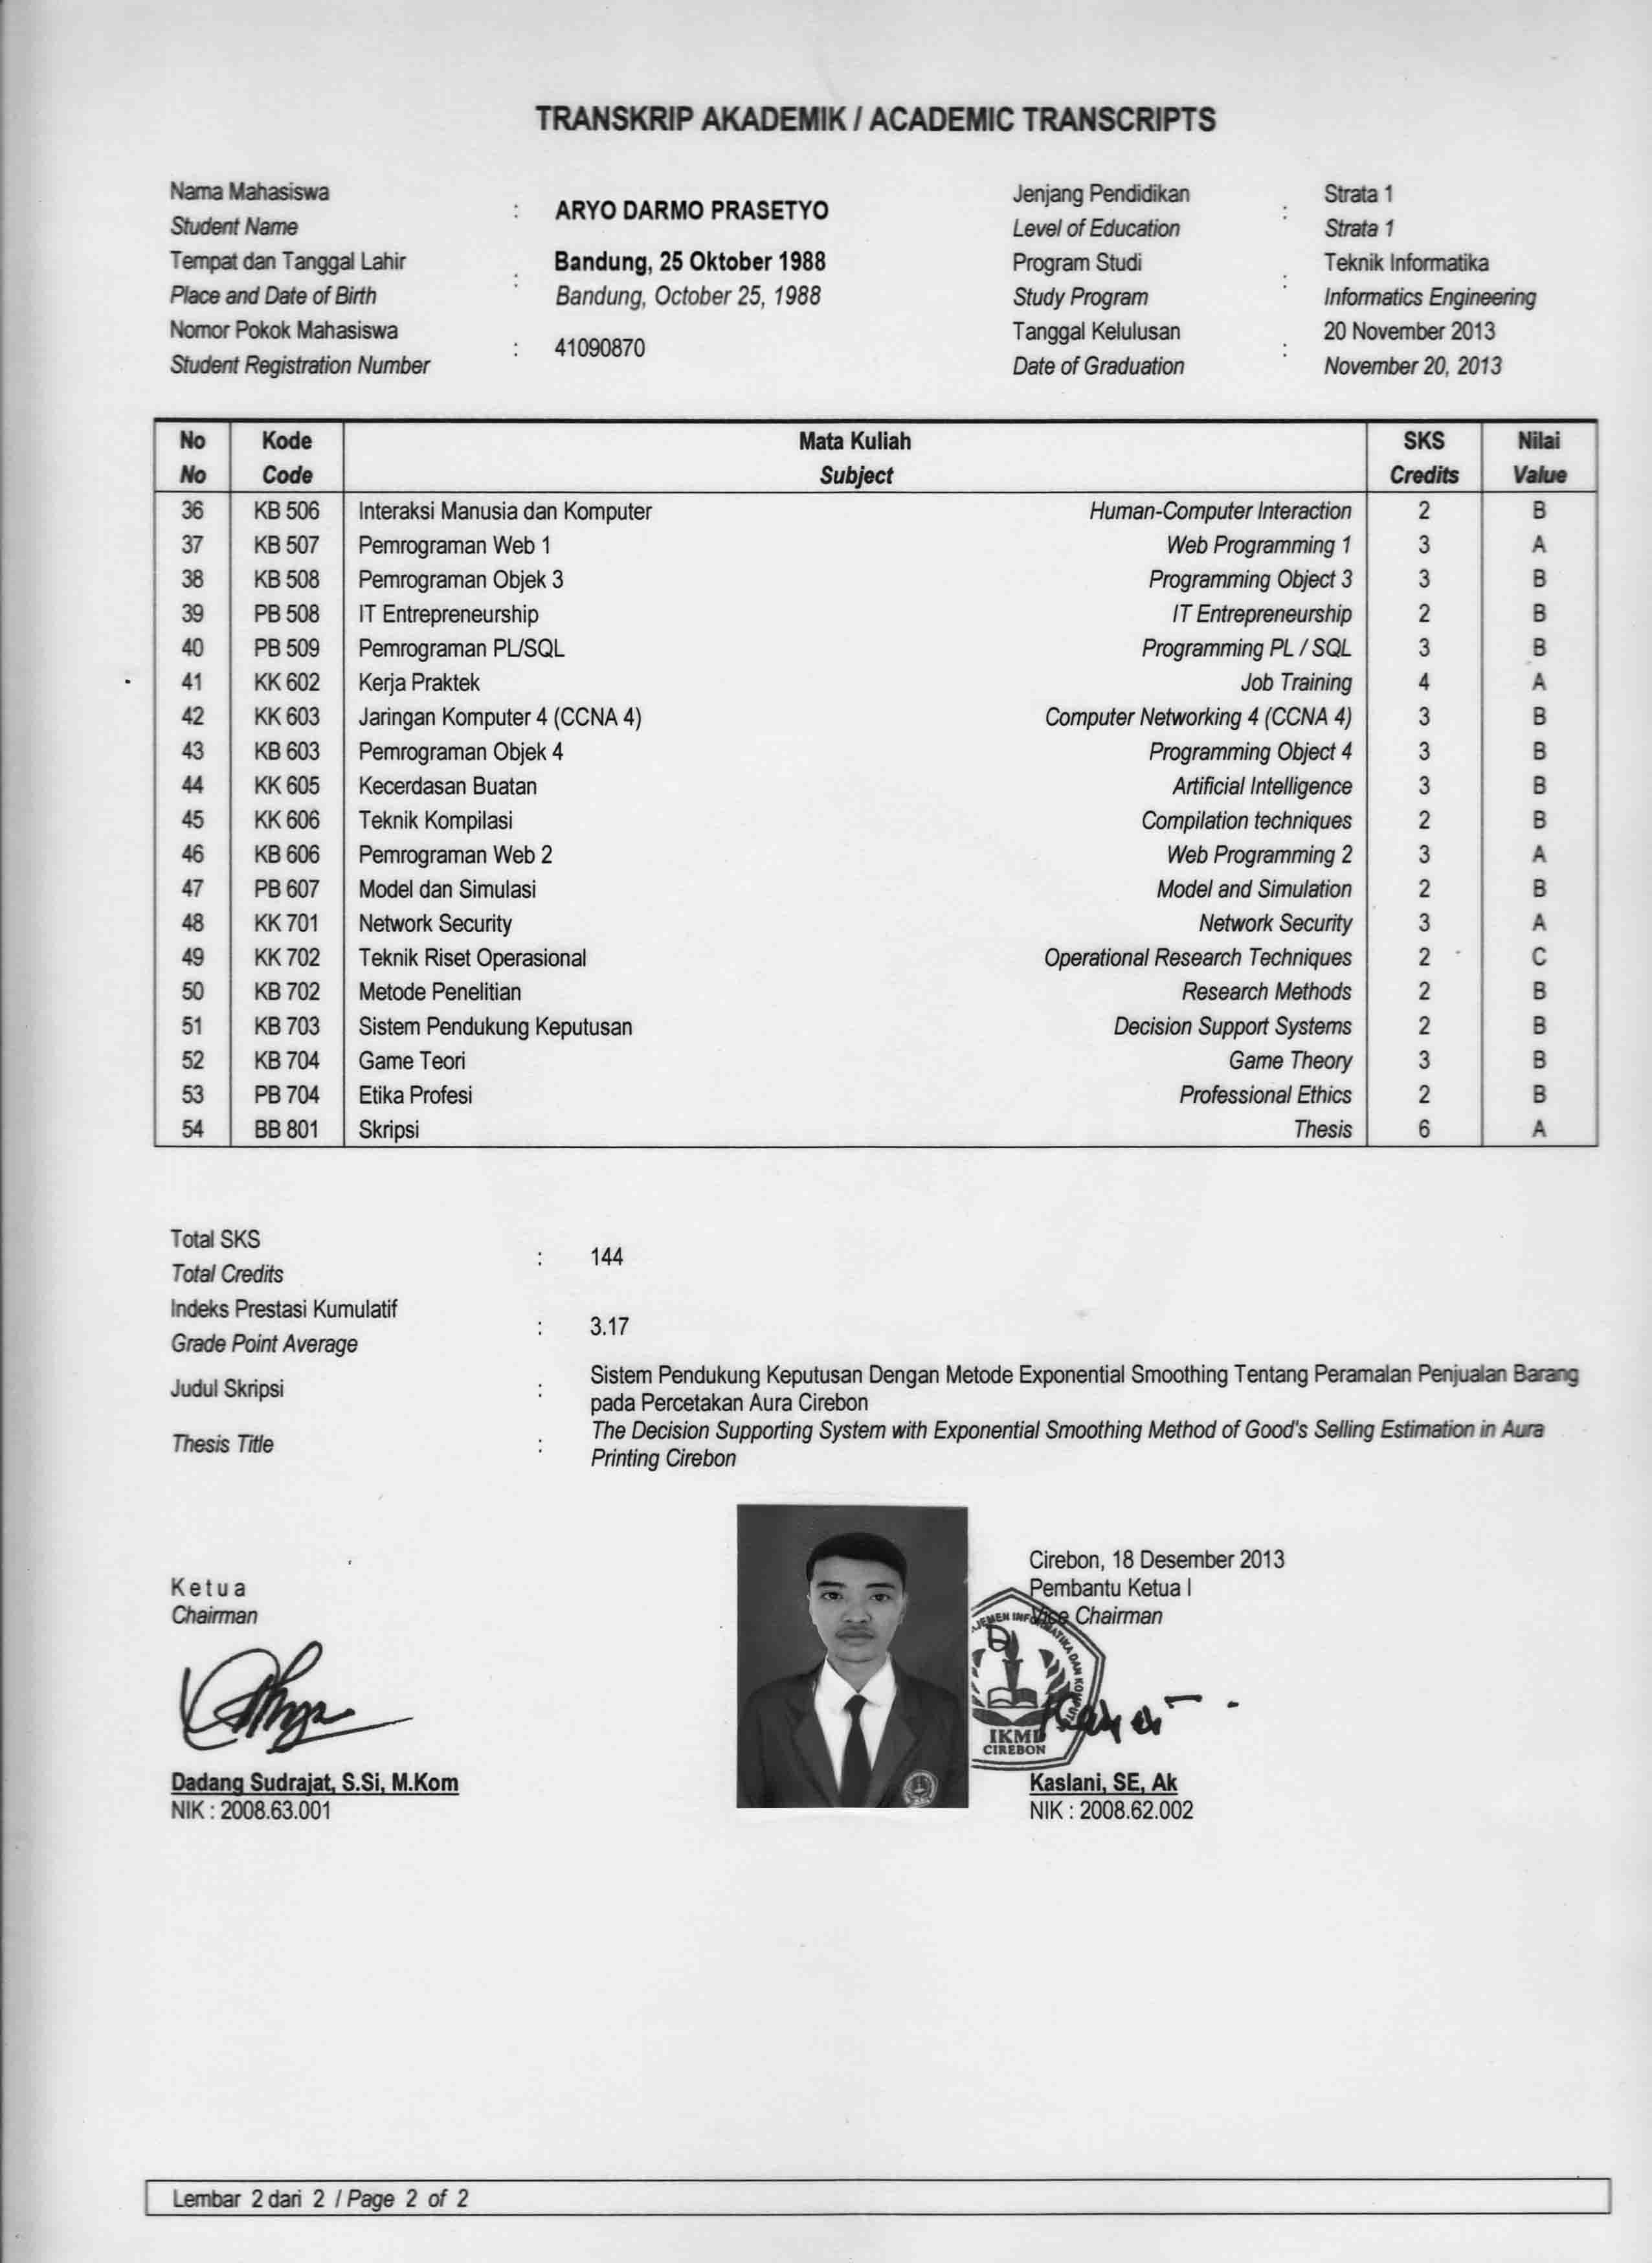 TRANSKRIP AKADEMIK / ACADEMIC TRANSCRIPTS
Nama Mahasiswa
Student Name
: ARYO DARMO PRASETYO
Tempat dan Tanggal Lahir
Place and Date of Birth
: Bandung, 25 Oktober 1988
Bandung, October 25, 1988
Nomor Pokok Mahasiswa
Student Registration Number
: 41090870
Jenjang Pendidikan : Strata 1
Level of Education Strata 1
Program Studi : Teknik Informatika
Study Program Informatics Engineering
Tanggal Kelulusan : 20 November 2013
Date of Graduation November 20, 2013
No Kode Mata Kuliah SKS Nilai
No Code Subject Credits Value
36 KB 506 Interaksi Manusia dan Komputer Human-Computer Interaction 2 B
37 KB 507 Pemrograman Web 1 Web Programming 1 3 A
38 KB 508 Pemrograman Objek 3 Programming Object 3 3 B
39 PB 508 IT Entrepreneurship IT Entrepreneurship 2 B
40 PB 509 Pemrograman PL/SQL Programming PL / SQL 3 B
41 KK 602 Kerja Praktek Job Training 4 A
42 KK 603 Jaringan Komputer 4 (CCNA 4) Computer Networking 4 (CCNA 4) 3 B
43 KB 603 Pemrograman Objek 4 Programming Object 4 3 B
44 KK 605 Kecerdasan Buatan Artificial Intelligence 3 B
45 KK 606 Teknik Kompilasi Compilation techniques 2 B
46 KB 606 Pemrograman Web 2 Web Programming 2 3 A
47 PB 607 Model dan Simulasi Model and Simulation 2 B
48 KK 701 Network Security Network Security 3 A
49 KK 702 Teknik Riset Operasional Operational Research Techniques 2 C
50 KB 702 Metode Penelitian Research Methods 2 B
51 KB 703 Sistem Pendukung Keputusan Decision Support Systems 2 B
52 KB 704 Game Teori Game Theory 3 B
53 PB 704 Etika Profesi Professional Ethics 2 B
54 BB 801 Skripsi Thesis 6 A
Total SKS
Total Credits
: 144
Indeks Prestasi Kumulatif
Grade Point Average
: 3.17
Judul Skripsi :
Sistem Pendukung Keputusan Dengan Metode Exponential Smoothing Tentang Peramalan Penjualan Barang
pada Percetakan Aura Cirebon
Thesis Title :
The Decision Supporting System with Exponential Smoothing Method of Good's Selling Estimation in Aura
Printing Cirebon
Ketua
Chairman
Dadang Sudrajat, S.Si, M.Kom
NIK : 2008.63.001
Cirebon, 18 Desember 2013
Pembantu Ketua I
Vice Chairman
IKMI
CIREBON
Kaslani, SE, Ak
NIK : 2008.62.002
Lembar 2 dari 2 / Page 2 of 2